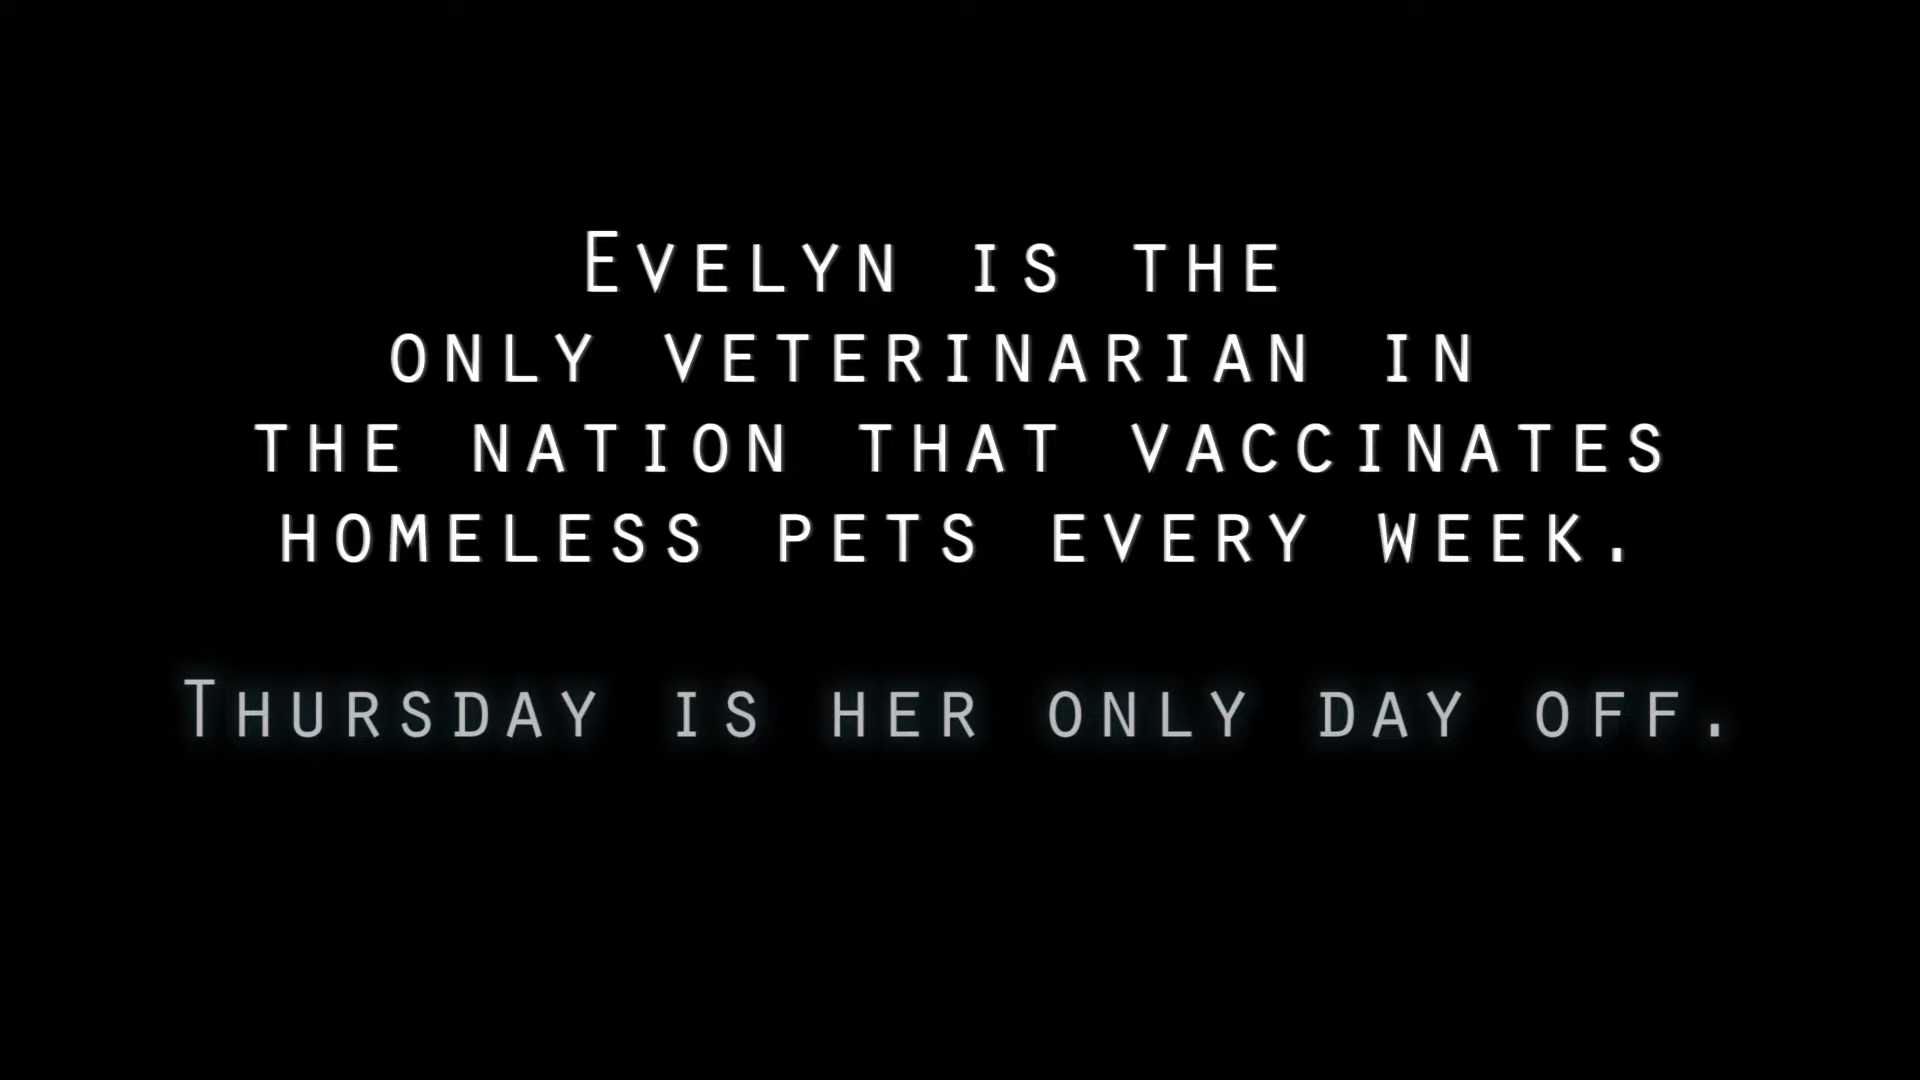 Evelyn is the
only veterinarian in
the nation that vaccinates
homeless pets every week.
Thursday is her only day off.